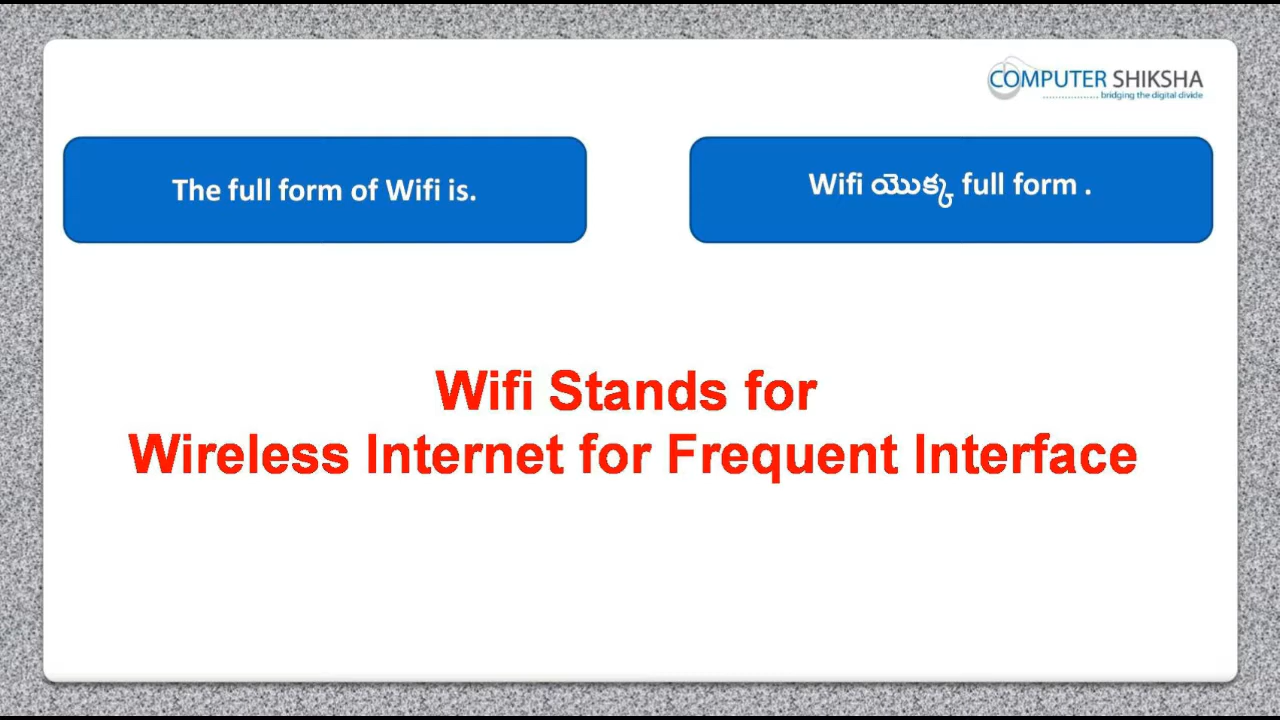 COMPUTER SHIKSHA
bridging the digital divide
The full form of Wifi is.
Wifi యొక్క full form .
Wifi Stands for
Wireless Internet for Frequent Interface